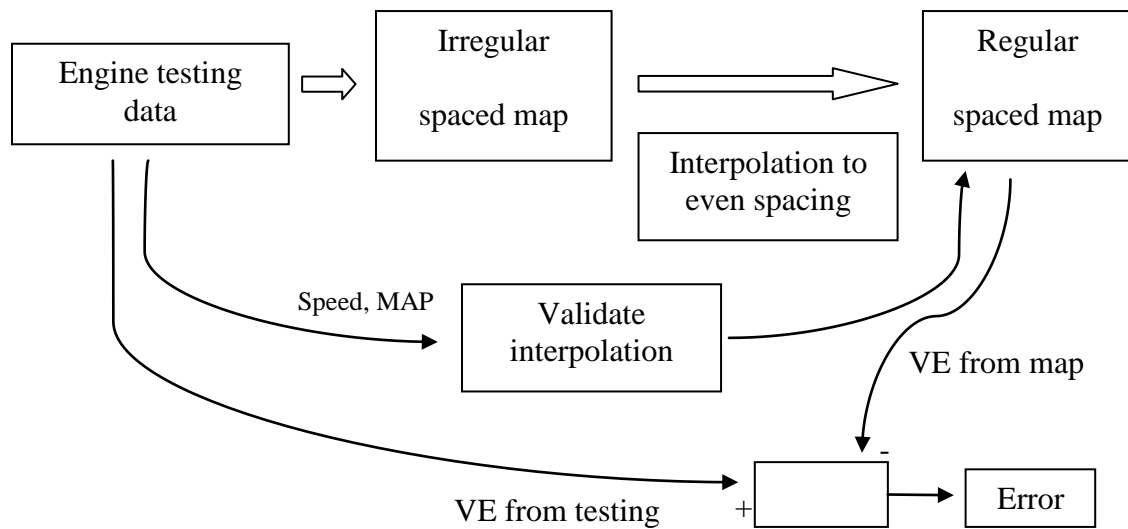 Engine testing
data
Irregular
spaced map
Regular
spaced map
Interpolation to
even spacing
Speed, MAP
Validate
interpolation
VE from map
-
+
VE from testing
Error